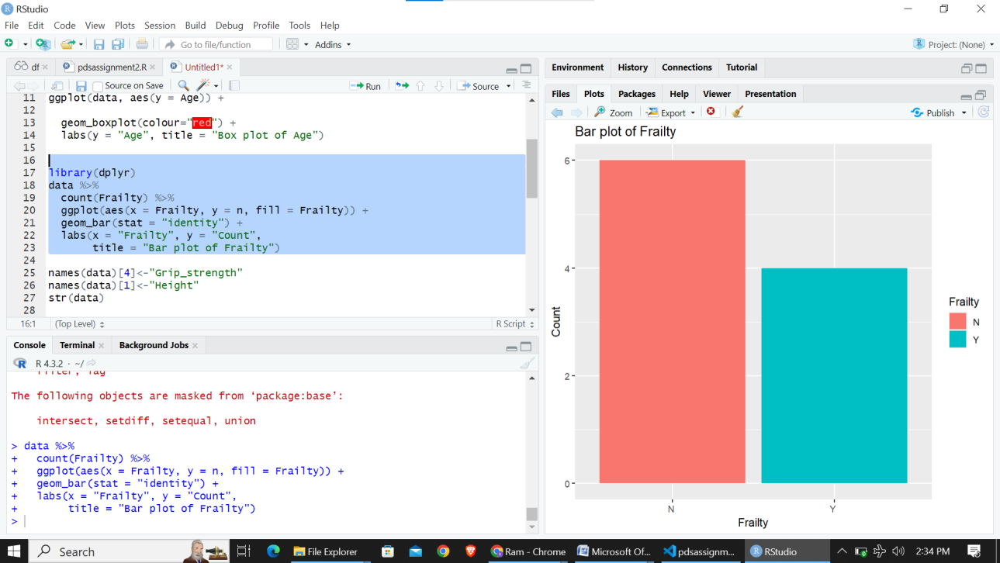 RStudio
File Edit Code View Plots Session Build Debug Profile Tools Help
Go to file/function Addins Project: (None)
df pdsassignment2.R Untitled1*
Source on Save Run Source
11 ggplot(data, aes(y = Age)) +
12
13 geom_boxplot(colour="red") +
14 labs(y = "Age", title = "Box plot of Age")
15
16
17 library(dplyr)
18 data %>%
19 count(Frailty) %>%
20 ggplot(aes(x = Frailty, y = n, fill = Frailty)) +
21 geom_bar(stat = "identity") +
22 labs(x = "Frailty", y = "Count",
23 title = "Bar plot of Frailty")
24
25 names(data)[4]<-"Grip_strength"
26 names(data)[1]<-"Height"
27 str(data)
28
16:1 (Top Level) R Script
Console Terminal Background Jobs
R 4.3.2 · ~/
filter, lag
The following objects are masked from ‘package:base’:
intersect, setdiff, setequal, union
> data %>%
+ count(Frailty) %>%
+ ggplot(aes(x = Frailty, y = n, fill = Frailty)) +
+ geom_bar(stat = "identity") +
+ labs(x = "Frailty", y = "Count",
+ title = "Bar plot of Frailty")
>
Environment History Connections Tutorial
Files Plots Packages Help Viewer Presentation
Zoom Export Publish
Bar plot of Frailty
6
4
2
0
Count
N Y
Frailty
Frailty
N
Y
Search File Explorer Ram - Chrome Microsoft Of... pdsassignm... RStudio 2:34 PM